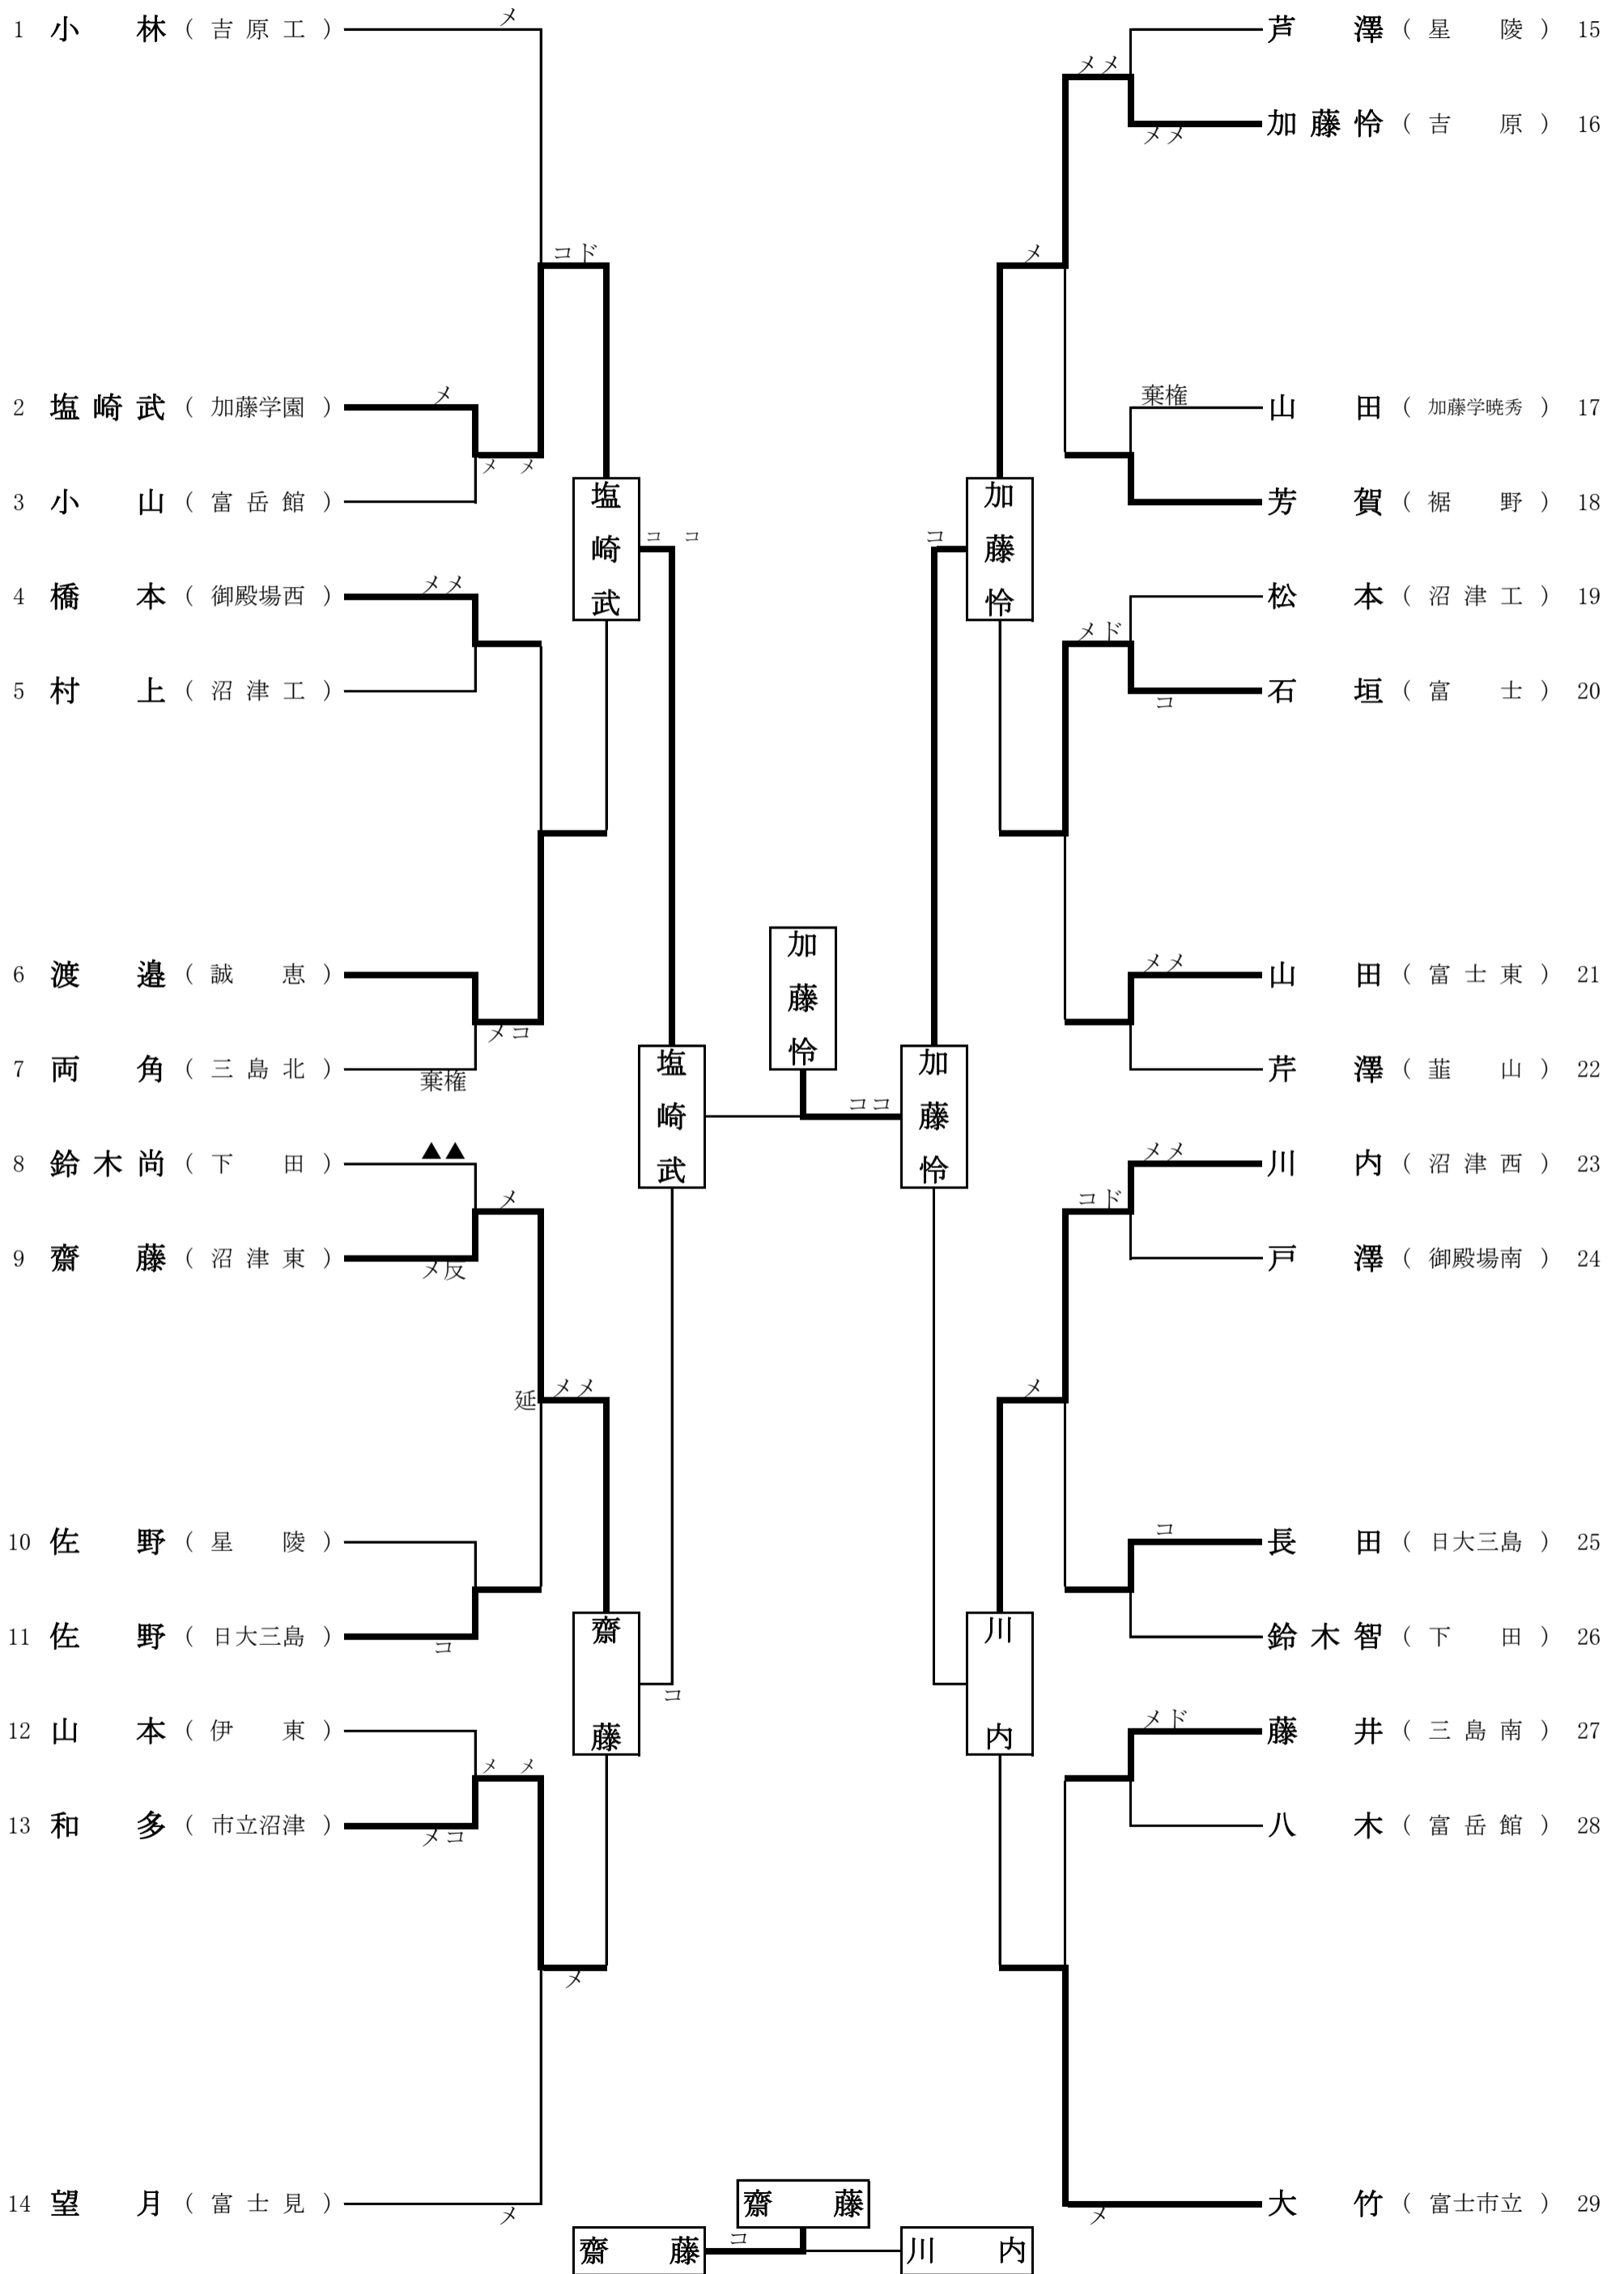 1 小林 (吉原工)
メ
コド
2 塩崎武 (加藤学園)
メ
メ メ
3 小山 (富岳館)
塩崎武
コ コ
4 橋本 (御殿場西)
メメ
5 村上 (沼津工)
6 渡邉 (誠恵)
メコ
7 両角 (三島北)
棄権
塩崎武
8 鈴木尚 (下田)
▲▲
メ
9 齋藤 (沼津東)
メ反
延
メメ
10 佐野 (星陵)
11 佐野 (日大三島)
コ
齋藤
コ
12 山本 (伊東)
メ メ
13 和多 (市立沼津)
メコ
メ
14 望月 (富士見)
メ
加藤怜
ココ
芦澤 (星陵) 15
メメ
加藤怜 (吉原) 16
メメ
メ
棄権
山田 (加藤学暁秀) 17
芳賀 (裾野) 18
加藤怜
コ
松本 (沼津工) 19
メド
石垣 (富士) 20
コ
メメ
山田 (富士東) 21
芹澤 (韮山) 22
加藤怜
メメ
川内 (沼津西) 23
コド
戸澤 (御殿場南) 24
メ
コ
長田 (日大三島) 25
鈴木智 (下田) 26
川内
メド
藤井 (三島南) 27
八木 (富岳館) 28
大竹 (富士市立) 29
メ
齋藤
コ
齋藤 川内